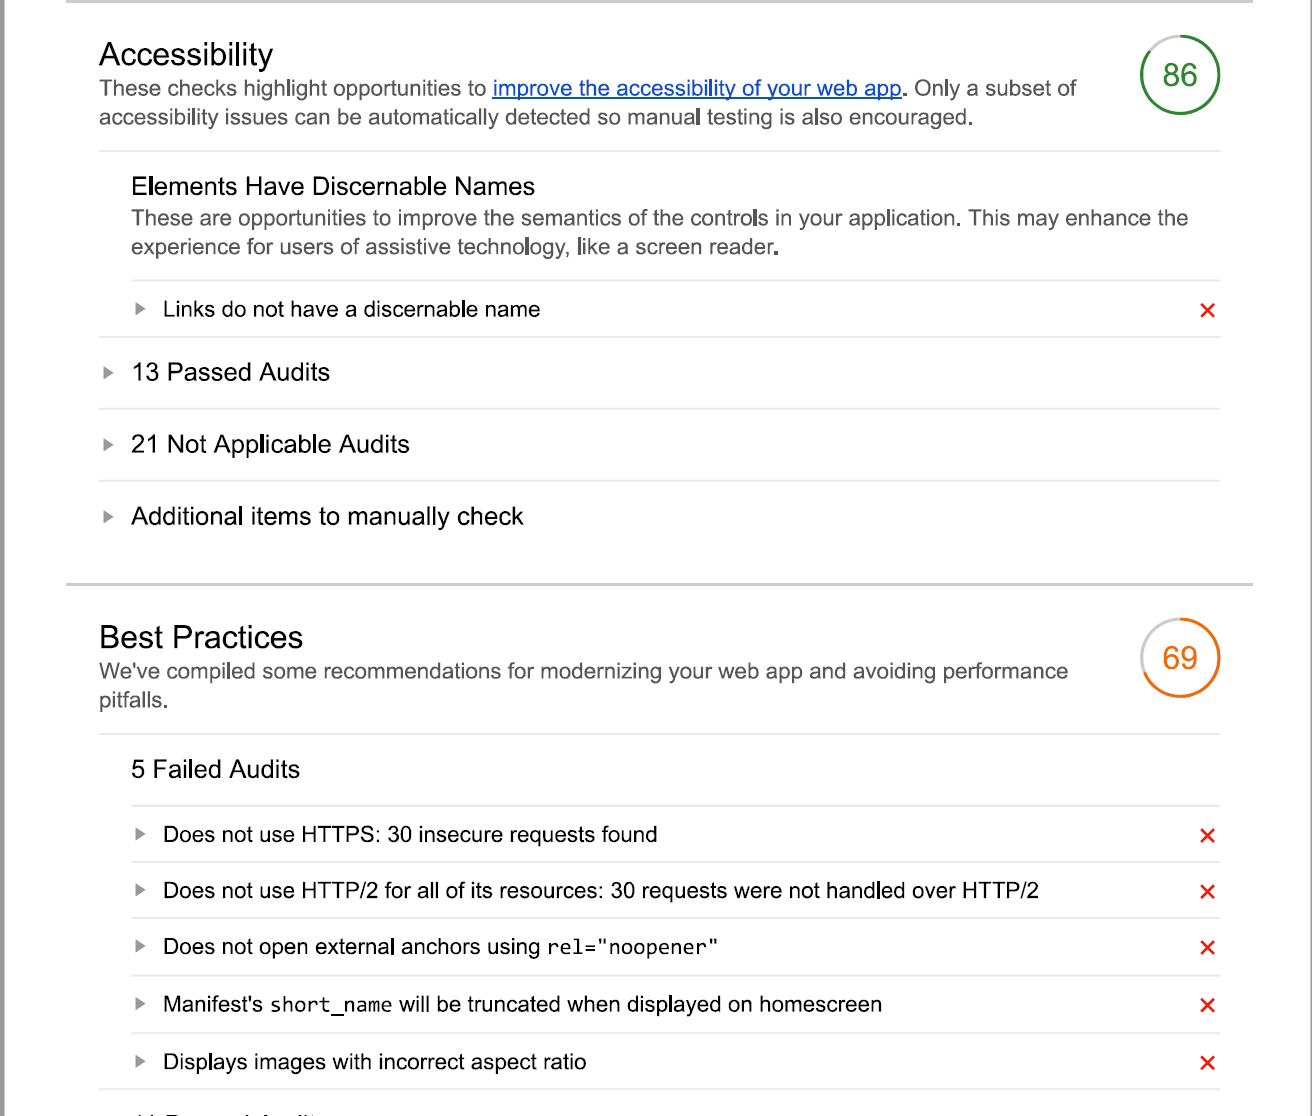 Accessibility
86
These checks highlight opportunities to improve the accessibility of your web app. Only a subset of
accessibility issues can be automatically detected so manual testing is also encouraged.
Elements Have Discernable Names
These are opportunities to improve the semantics of the controls in your application. This may enhance the
experience for users of assistive technology, like a screen reader.
Links do not have a discernable name
13 Passed Audits
21 Not Applicable Audits
Additional items to manually check
Best Practices
69
We've compiled some recommendations for modernizing your web app and avoiding performance
pitfalls.
5 Failed Audits
Does not use HTTPS: 30 insecure requests found
Does not use HTTP/2 for all of its resources: 30 requests were not handled over HTTP/2
Does not open external anchors using rel="noopener"
Manifest's short_name will be truncated when displayed on homescreen
Displays images with incorrect aspect ratio